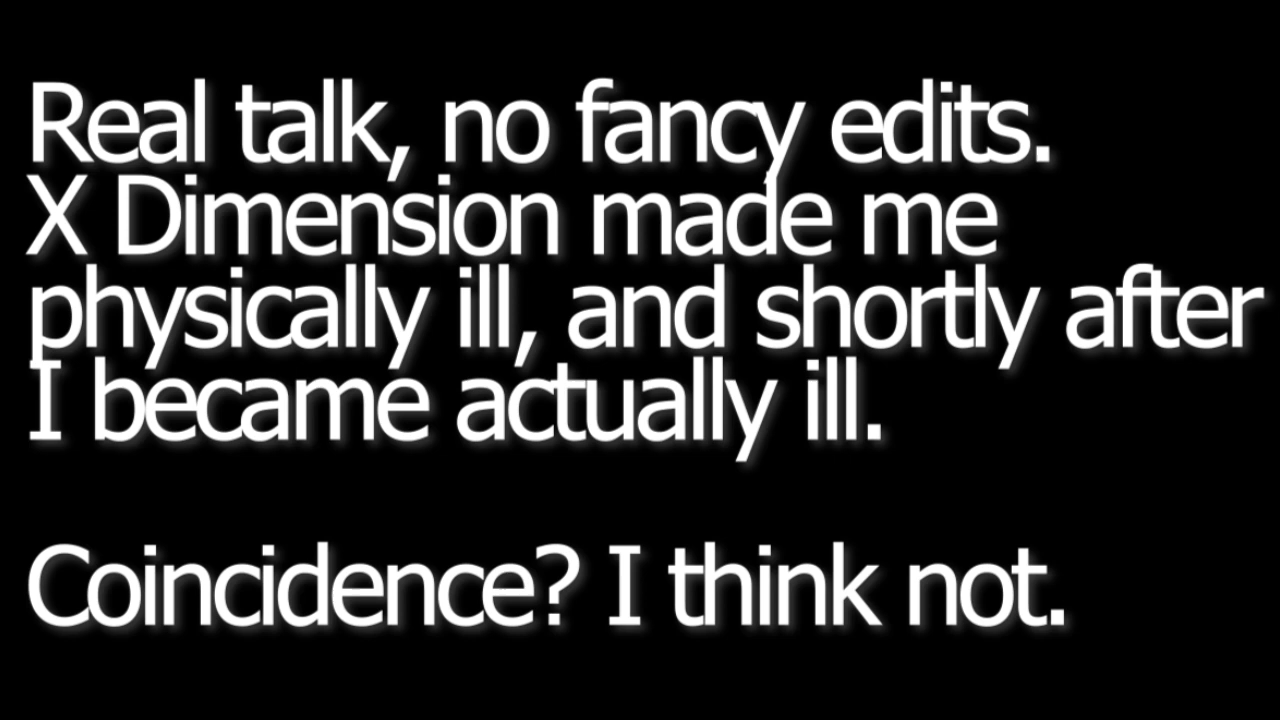 Real talk, no fancy edits.
X Dimension made me
physically ill, and shortly after
I became actually ill.
Coincidence? I think not.